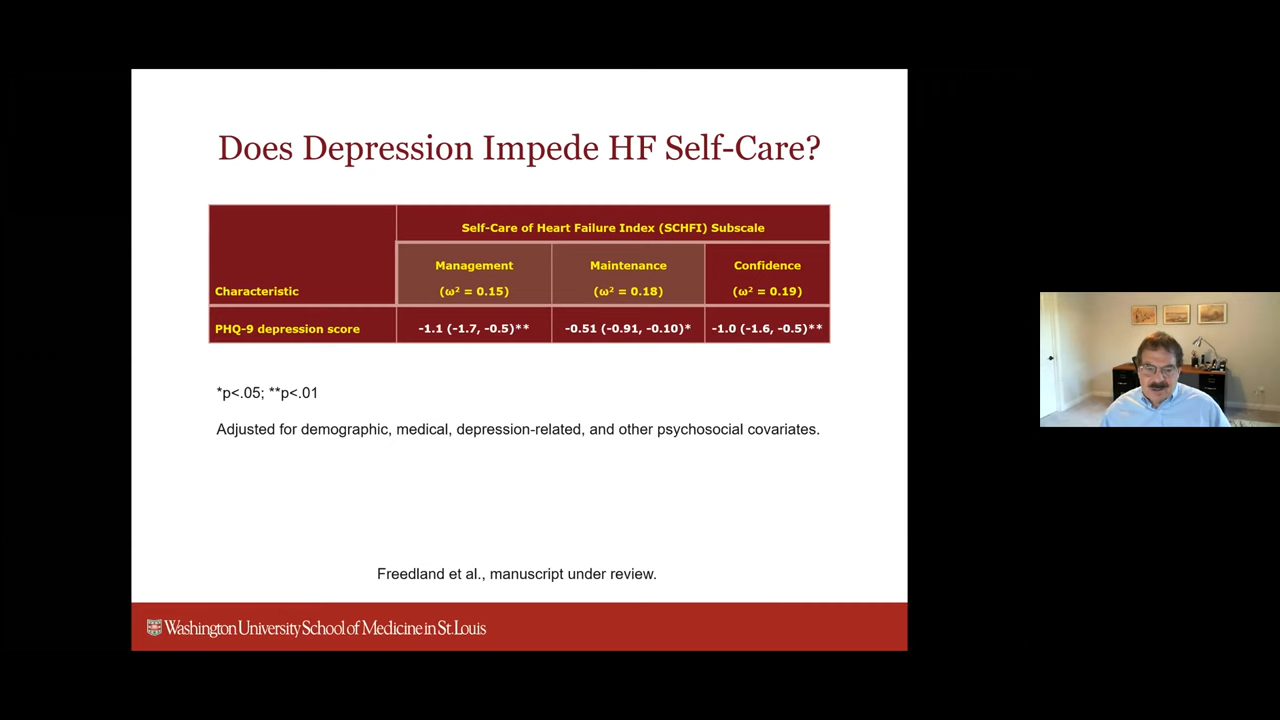 Does Depression Impede HF Self-Care?
Self-Care of Heart Failure Index (SCHFI) Subscale
Characteristic
Management
(ω² = 0.15)
Maintenance
(ω² = 0.18)
Confidence
(ω² = 0.19)
PHQ-9 depression score
-1.1 (-1.7, -0.5)**
-0.51 (-0.91, -0.10)*
-1.0 (-1.6, -0.5)**
*p<.05; **p<.01
Adjusted for demographic, medical, depression-related, and other psychosocial covariates.
Freedland et al., manuscript under review.
Washington University School of Medicine in St. Louis